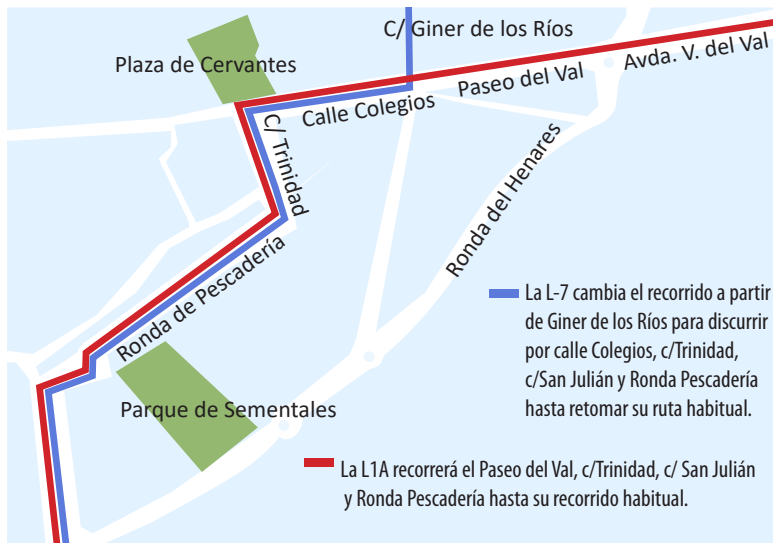 C/ Giner de los Ríos
Plaza de Cervantes
Avda. V. del Val
Paseo del Val
Calle Colegios
C/ Trinidad
Ronda del Henares
Ronda de Pescadería
La L-7 cambia el recorrido a partir
de Giner de los Ríos para discurrir
por calle Colegios, c/Trinidad,
c/San Julián y Ronda Pescadería
hasta retomar su ruta habitual.
Parque de Sementales
La L1A recorrerá el Paseo del Val, c/Trinidad, c/ San Julián
y Ronda Pescadería hasta su recorrido habitual.